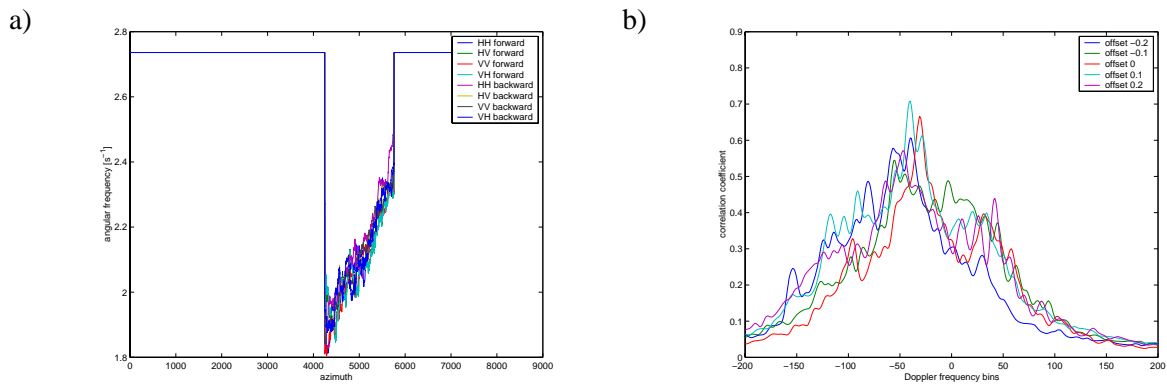 a)
2.8
2.6
2.4
2.2
2
1.8
angular frequency [s⁻¹]
0 1000 2000 3000 4000 5000 6000 7000 8000 9000
azimuth
HH forward
HV forward
VV forward
VH forward
HH backward
HV backward
VV backward
VH backward
b)
0.9
0.8
0.7
0.6
0.5
0.4
0.3
0.2
0.1
0
correlation coefficient
−200 −150 −100 −50 0 50 100 150 200
Doppler frequency bins
offset −0.2
offset −0.1
offset 0
offset 0.1
offset 0.2